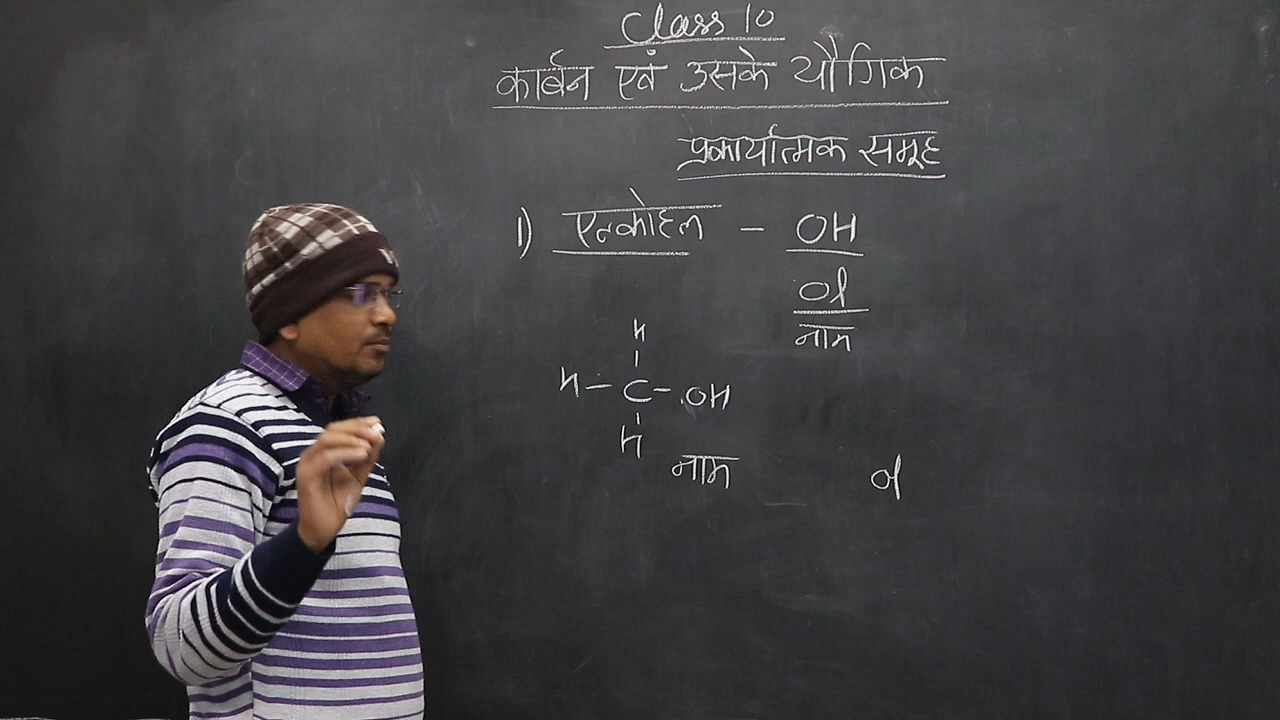 Class 10
कार्बन एवं उसके यौगिक
प्रकार्यात्मक समूह
1) एल्कोहल - OH
Ol
नाम
H
H - C - OH
H
नाम ol